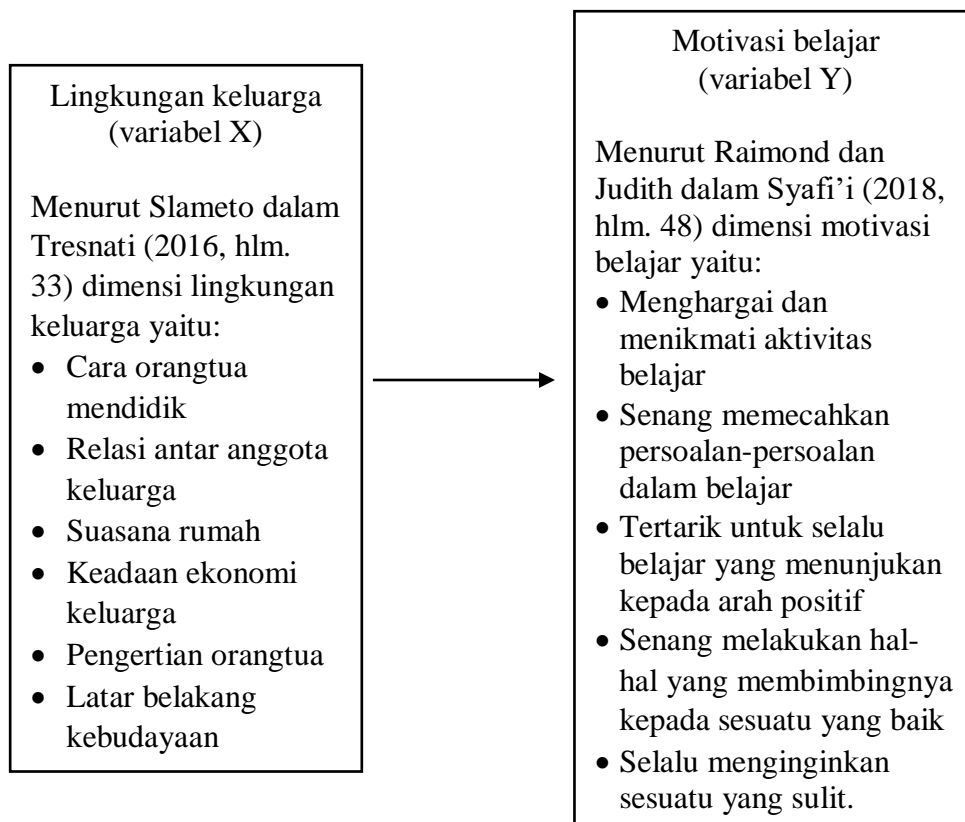 Lingkungan keluarga
(variabel X)
Menurut Slameto dalam
Tresnati (2016, hlm.
33) dimensi lingkungan
keluarga yaitu:
• Cara orangtua
mendidik
• Relasi antar anggota
keluarga
• Suasana rumah
• Keadaan ekonomi
keluarga
• Pengertian orangtua
• Latar belakang
kebudayaan
Motivasi belajar
(variabel Y)
Menurut Raimond dan
Judith dalam Syafi’i (2018,
hlm. 48) dimensi motivasi
belajar yaitu:
• Menghargai dan
menikmati aktivitas
belajar
• Senang memecahkan
persoalan-persoalan
dalam belajar
• Tertarik untuk selalu
belajar yang menunjukan
kepada arah positif
• Senang melakukan hal-
hal yang membimbingnya
kepada sesuatu yang baik
• Selalu menginginkan
sesuatu yang sulit.